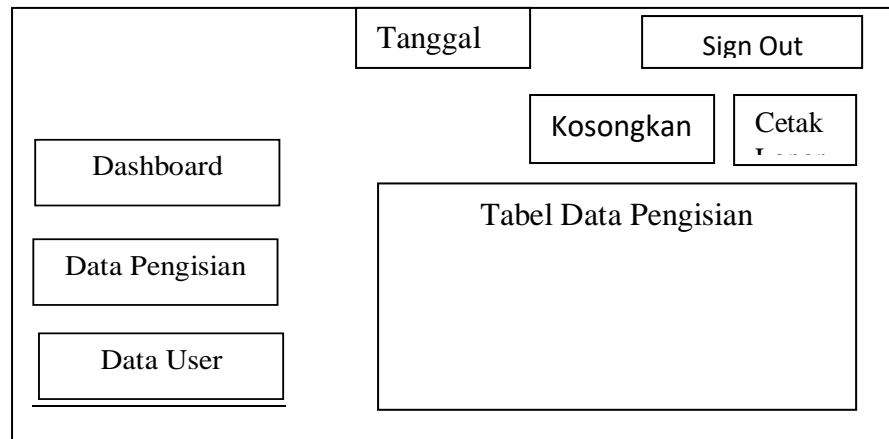 Tanggal
Sign Out
Kosongkan
Cetak
Dashboard
Tabel Data Pengisian
Data Pengisian
Data User